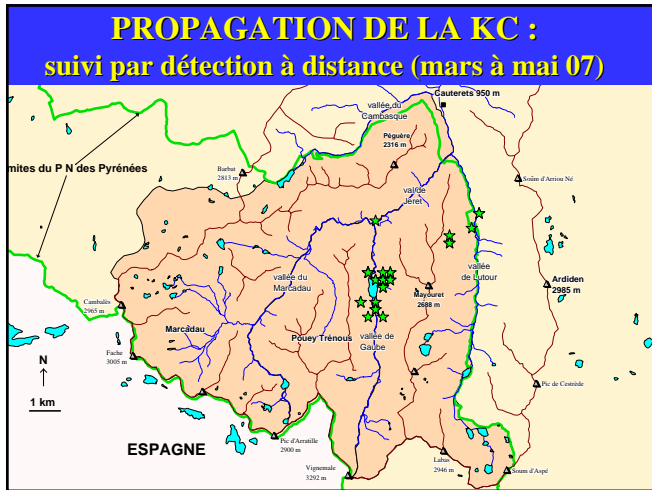 PROPAGATION DE LA KC :
suivi par détection à distance (mars à mai 07)
Cauterets 950 m
vallée du
Cambasque
Péguère
2316 m
mites du P N des Pyrénées
Barbat
2813 m
Soûm d'Arriou Né
val de
Jéret
vallée
de Lutour
vallée du
Marcadau
Mayouret
2688 m
Ardiden
2985 m
Cambalès
2965 m
Marcadau
Pouey Trénous
vallée de
Gaube
Fache
3005 m
N
1 km
Pic de Cestrède
ESPAGNE
Pic d'Arratille
2900 m
Labas
2946 m
Vignemale
3292 m
Soum d'Aspé